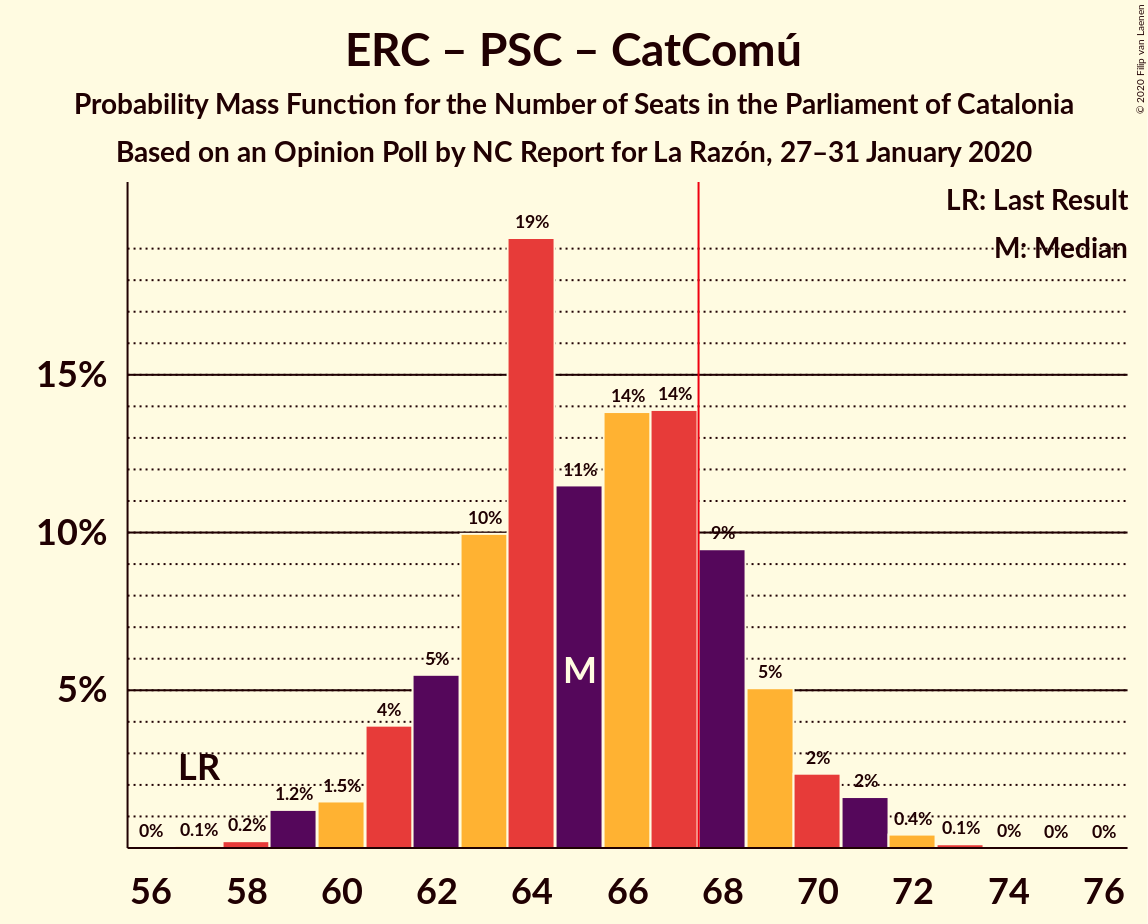 ERC – PSC – CatComú
Probability Mass Function for the Number of Seats in the Parliament of Catalonia
Based on an Opinion Poll by NC Report for La Razón, 27–31 January 2020
© 2020 Filip van Laenen
LR: Last Result
M: Median
15%
10%
5%
0%
0.1%
0.2%
1.2%
1.5%
4%
5%
10%
19%
11%
14%
14%
9%
5%
2%
2%
0.4%
0.1%
0%
0%
0%
LR
M
56 58 60 62 64 66 68 70 72 74 76